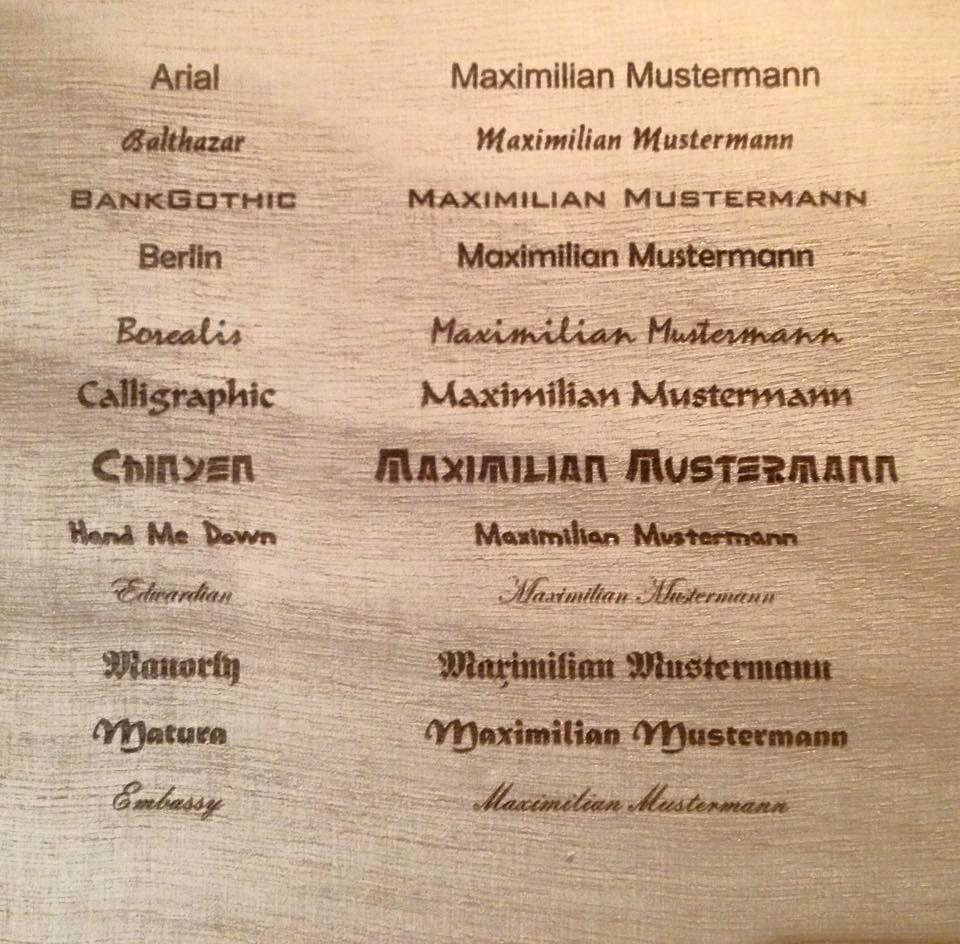 Arial Maximilian Mustermann
Balthazar Maximilian Mustermann
BANKGOTHIC MAXIMILIAN MUSTERMANN
Berlin Maximilian Mustermann
Borealis Maximilian Mustermann
Calligraphic Maximilian Mustermann
CHINYEN MAXIMILIAN MUSTERMANN
Hand Me Down Maximilian Mustermann
Edwardian Maximilian Mustermann
Manorly Maximilian Mustermann
Matura Maximilian Mustermann
Embassy Maximilian Mustermann